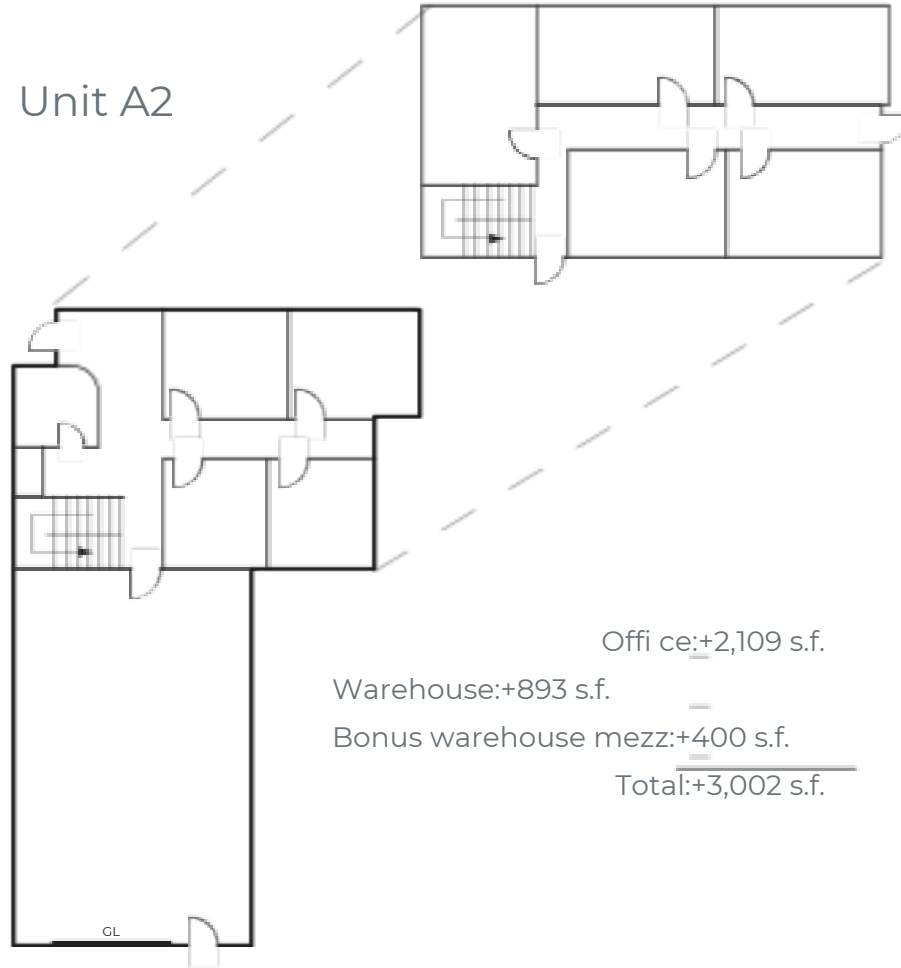 Unit A2
Offi ce:+2,109 s.f.
Warehouse:+893 s.f.
Bonus warehouse mezz:+400 s.f.
Total:+3,002 s.f.
GL